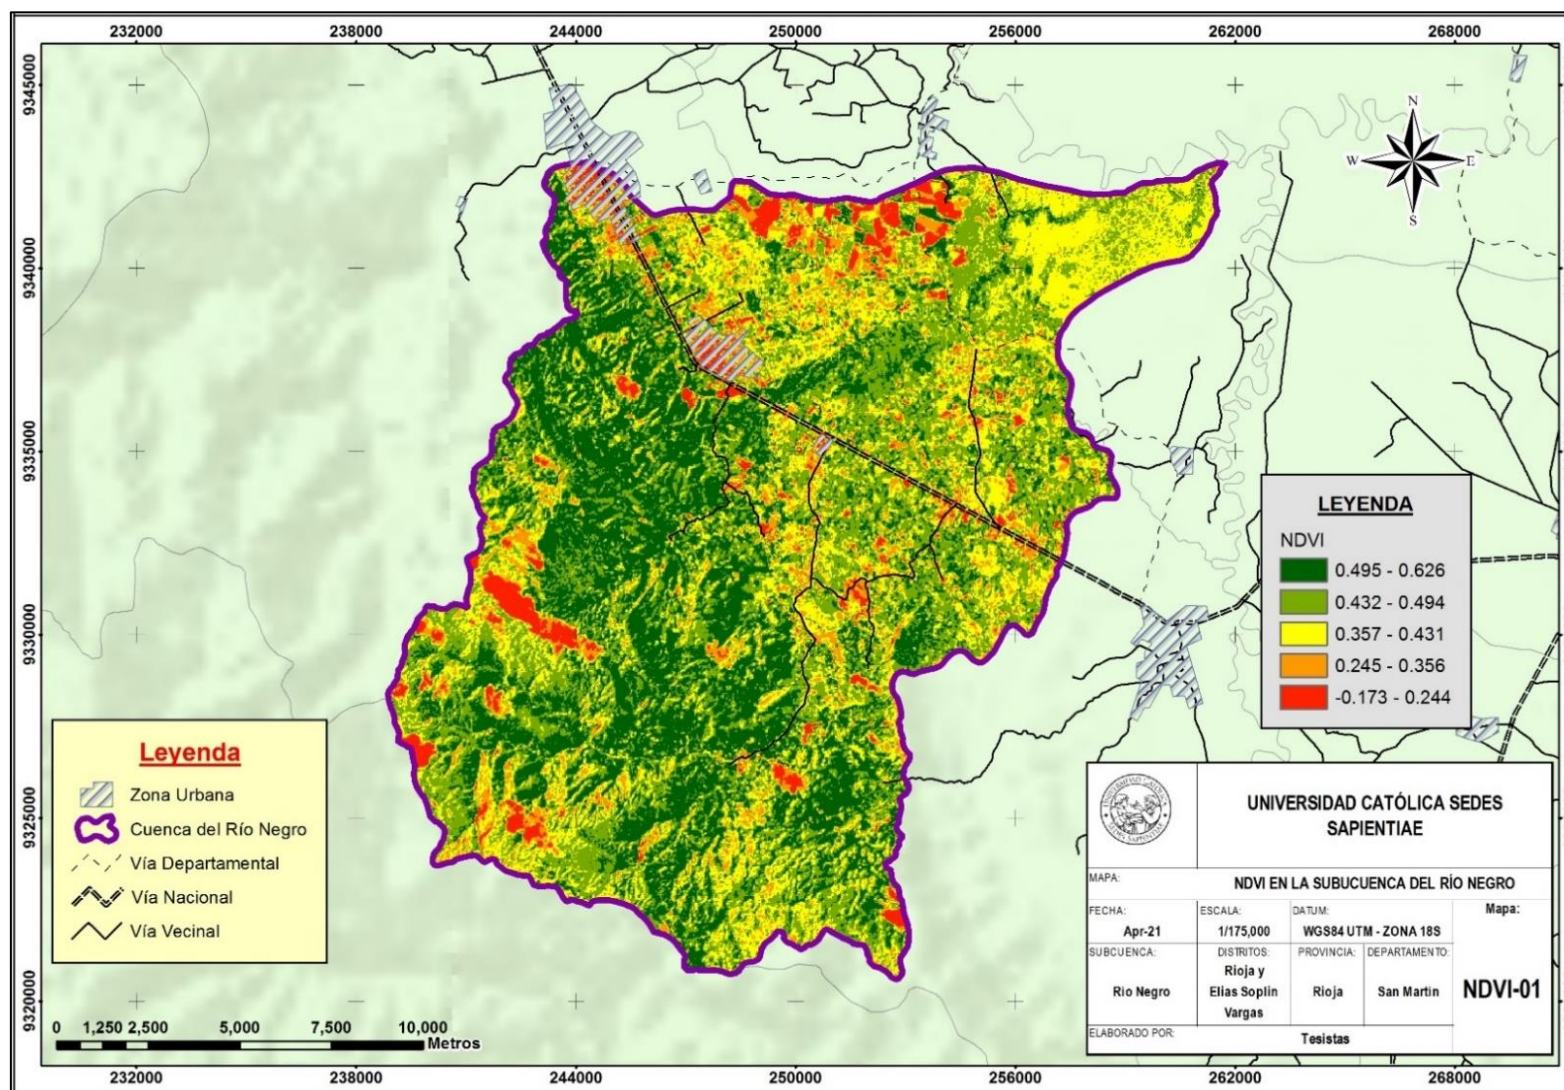 232000 238000 244000 250000 256000 262000 268000
9345000
9340000
9335000
9330000
9325000
9320000
N
W E
S
LEYENDA
NDVI
0.495 - 0.626
0.432 - 0.494
0.357 - 0.431
0.245 - 0.356
-0.173 - 0.244
Leyenda
Zona Urbana
Cuenca del Río Negro
Vía Departamental
Vía Nacional
Vía Vecinal
0 1,250 2,500 5,000 7,500 10,000
Metros
UNIVERSIDAD CATÓLICA SEDES
SAPIENTIAE
MAPA: NDVI EN LA SUBUCUENCA DEL RÍO NEGRO
FECHA: ESCALA: DATUM: Mapa:
Apr-21 1/175,000 WGS84 UTM - ZONA 18S
SUBCUENCA: DISTRITOS: PROVINCIA: DEPARTAMENTO:
Rio Negro Rioja y Elias Soplin Vargas Rioja San Martin NDVI-01
ELABORADO POR: Tesistas
232000 238000 244000 250000 256000 262000 268000